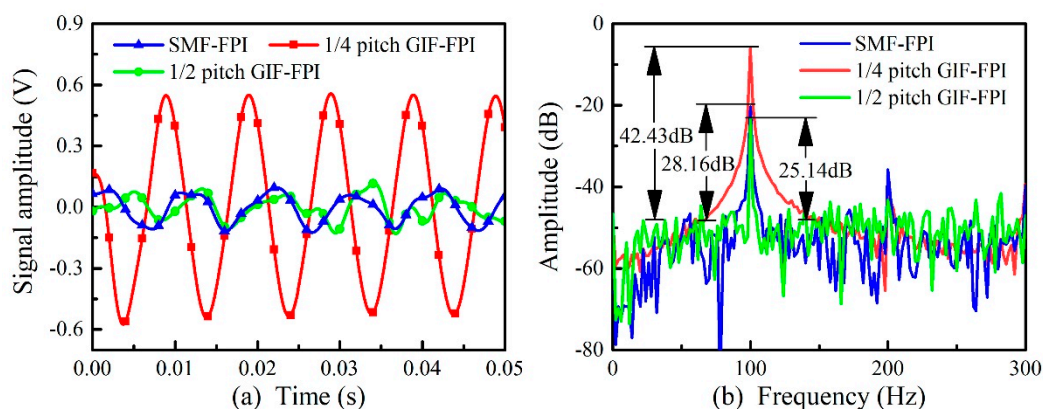 0.9
0.6
0.3
0.0
-0.3
-0.6
Signal amplitude (V)
SMF-FPI
1/4 pitch GIF-FPI
1/2 pitch GIF-FPI
0.00 0.01 0.02 0.03 0.04 0.05
(a) Time (s)
0
-20
-40
-60
-80
Amplitude (dB)
SMF-FPI
1/4 pitch GIF-FPI
1/2 pitch GIF-FPI
42.43dB
28.16dB
25.14dB
0 100 200 300
(b) Frequency (Hz)